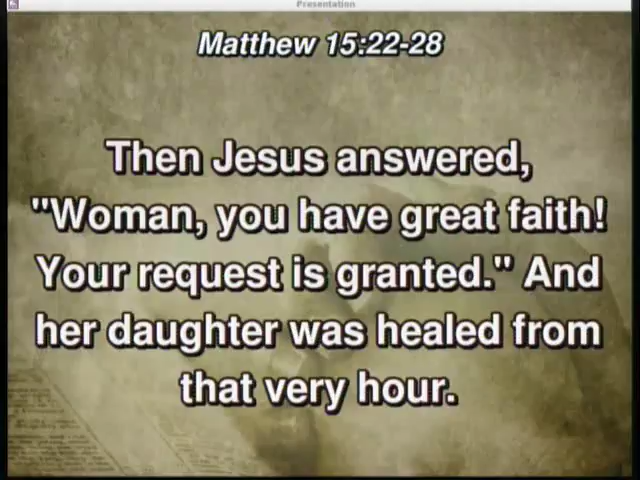 Presentation
Matthew 15:22-28
Then Jesus answered,
"Woman, you have great faith!
Your request is granted." And
her daughter was healed from
that very hour.